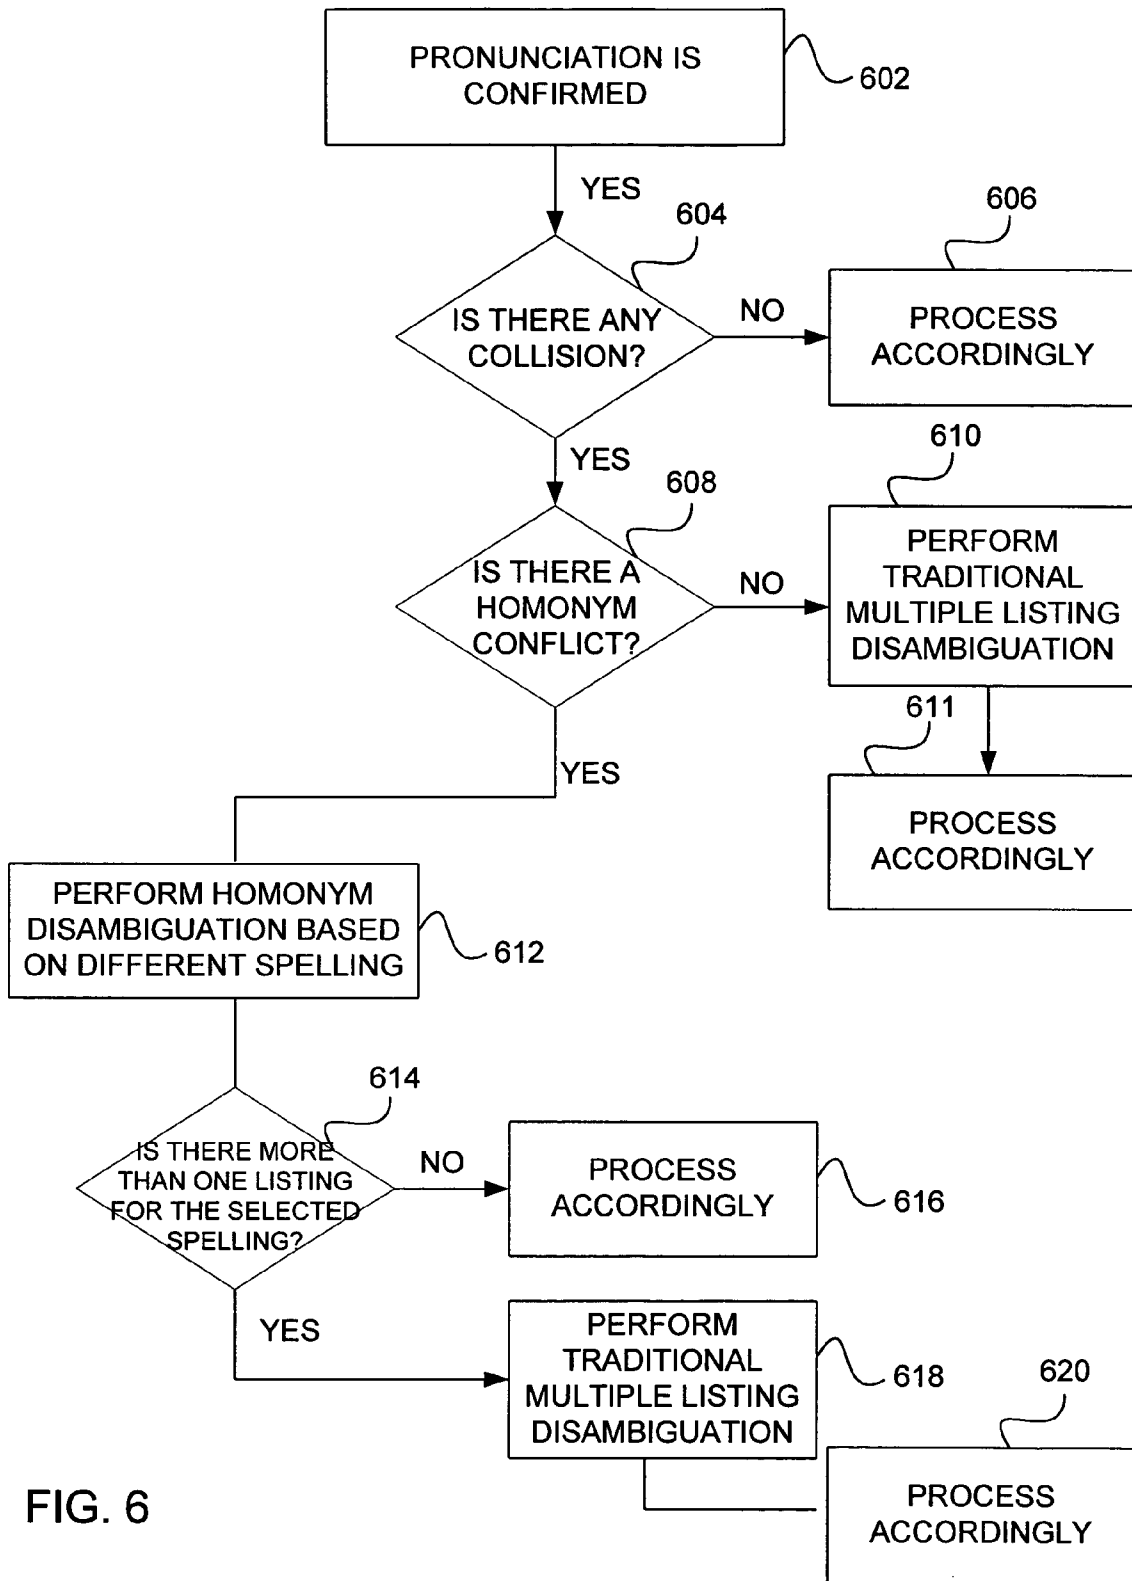 PRONUNCIATION IS
CONFIRMED
602
YES
604
606
IS THERE ANY
COLLISION?
NO
PROCESS
ACCORDINGLY
YES
608
610
IS THERE A
HOMONYM
CONFLICT?
NO
PERFORM
TRADITIONAL
MULTIPLE LISTING
DISAMBIGUATION
611
YES
PROCESS
ACCORDINGLY
PERFORM HOMONYM
DISAMBIGUATION BASED
ON DIFFERENT SPELLING
612
614
IS THERE MORE
THAN ONE LISTING
FOR THE SELECTED
SPELLING?
NO
PROCESS
ACCORDINGLY
616
YES
PERFORM
TRADITIONAL
MULTIPLE LISTING
DISAMBIGUATION
618
620
PROCESS
ACCORDINGLY
FIG. 6